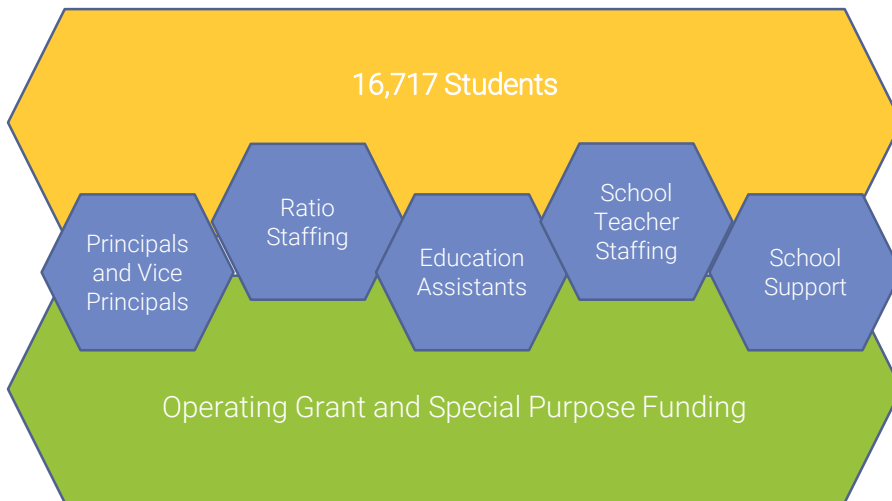 16,717 Students
Principals
and Vice
Principals
Ratio
Staffing
Education
Assistants
School
Teacher
Staffing
School
Support
Operating Grant and Special Purpose Funding